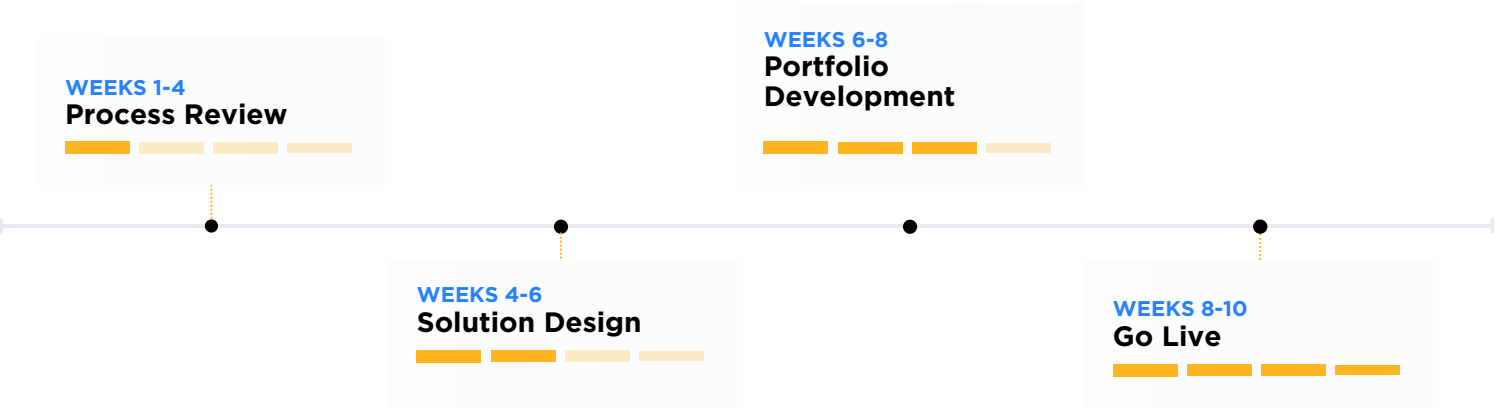 WEEKS 1-4
Process Review
WEEKS 4-6
Solution Design
WEEKS 6-8
Portfolio
Development
WEEKS 8-10
Go Live